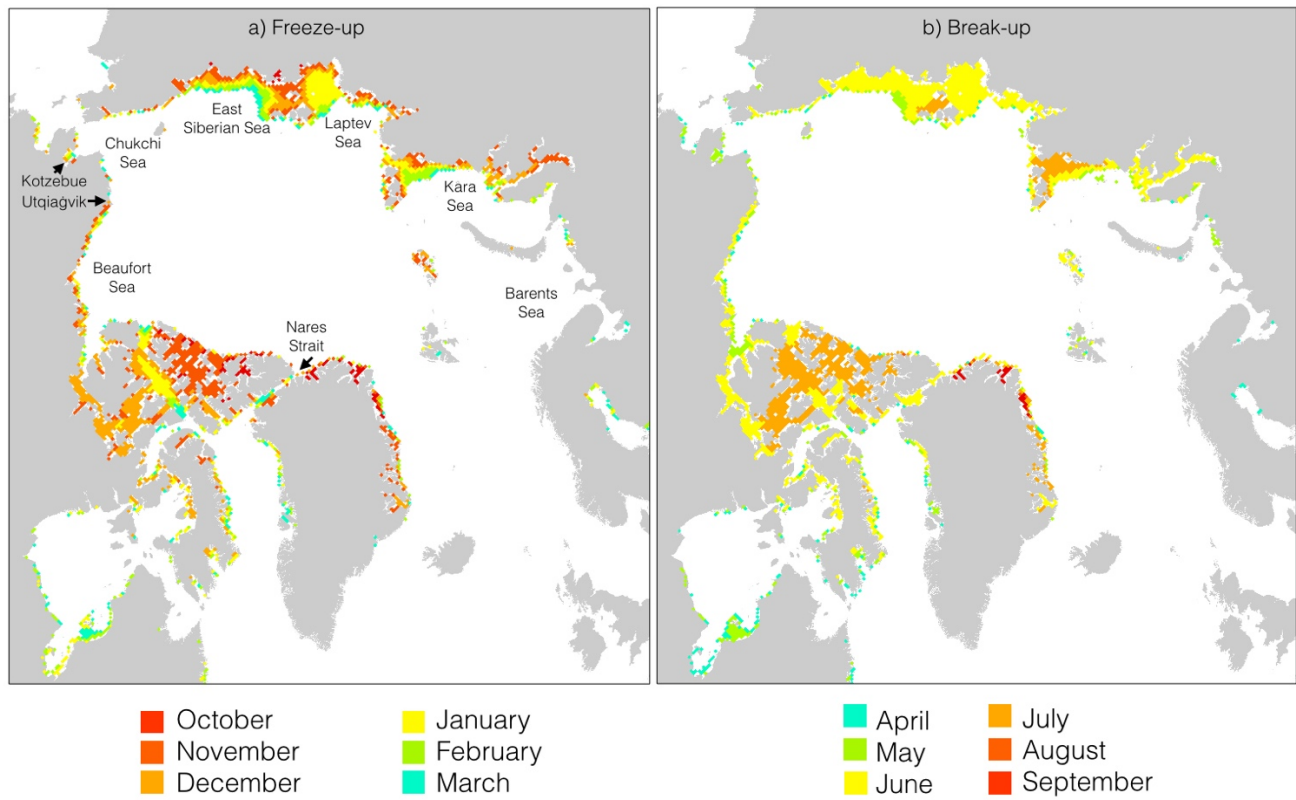 a) Freeze-up
East
Siberian Sea
Laptev
Sea
Chukchi
Sea
Kotzebue
Utqiaġvik
Kara
Sea
Beaufort
Sea
Barents
Sea
Nares
Strait
b) Break-up
October
November
December
January
February
March
April
May
June
July
August
September